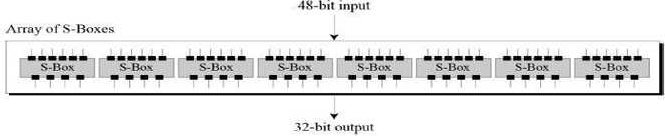 48-bit input
Array of S-Boxes
S-Box S-Box S-Box S-Box S-Box S-Box S-Box S-Box
32-bit output